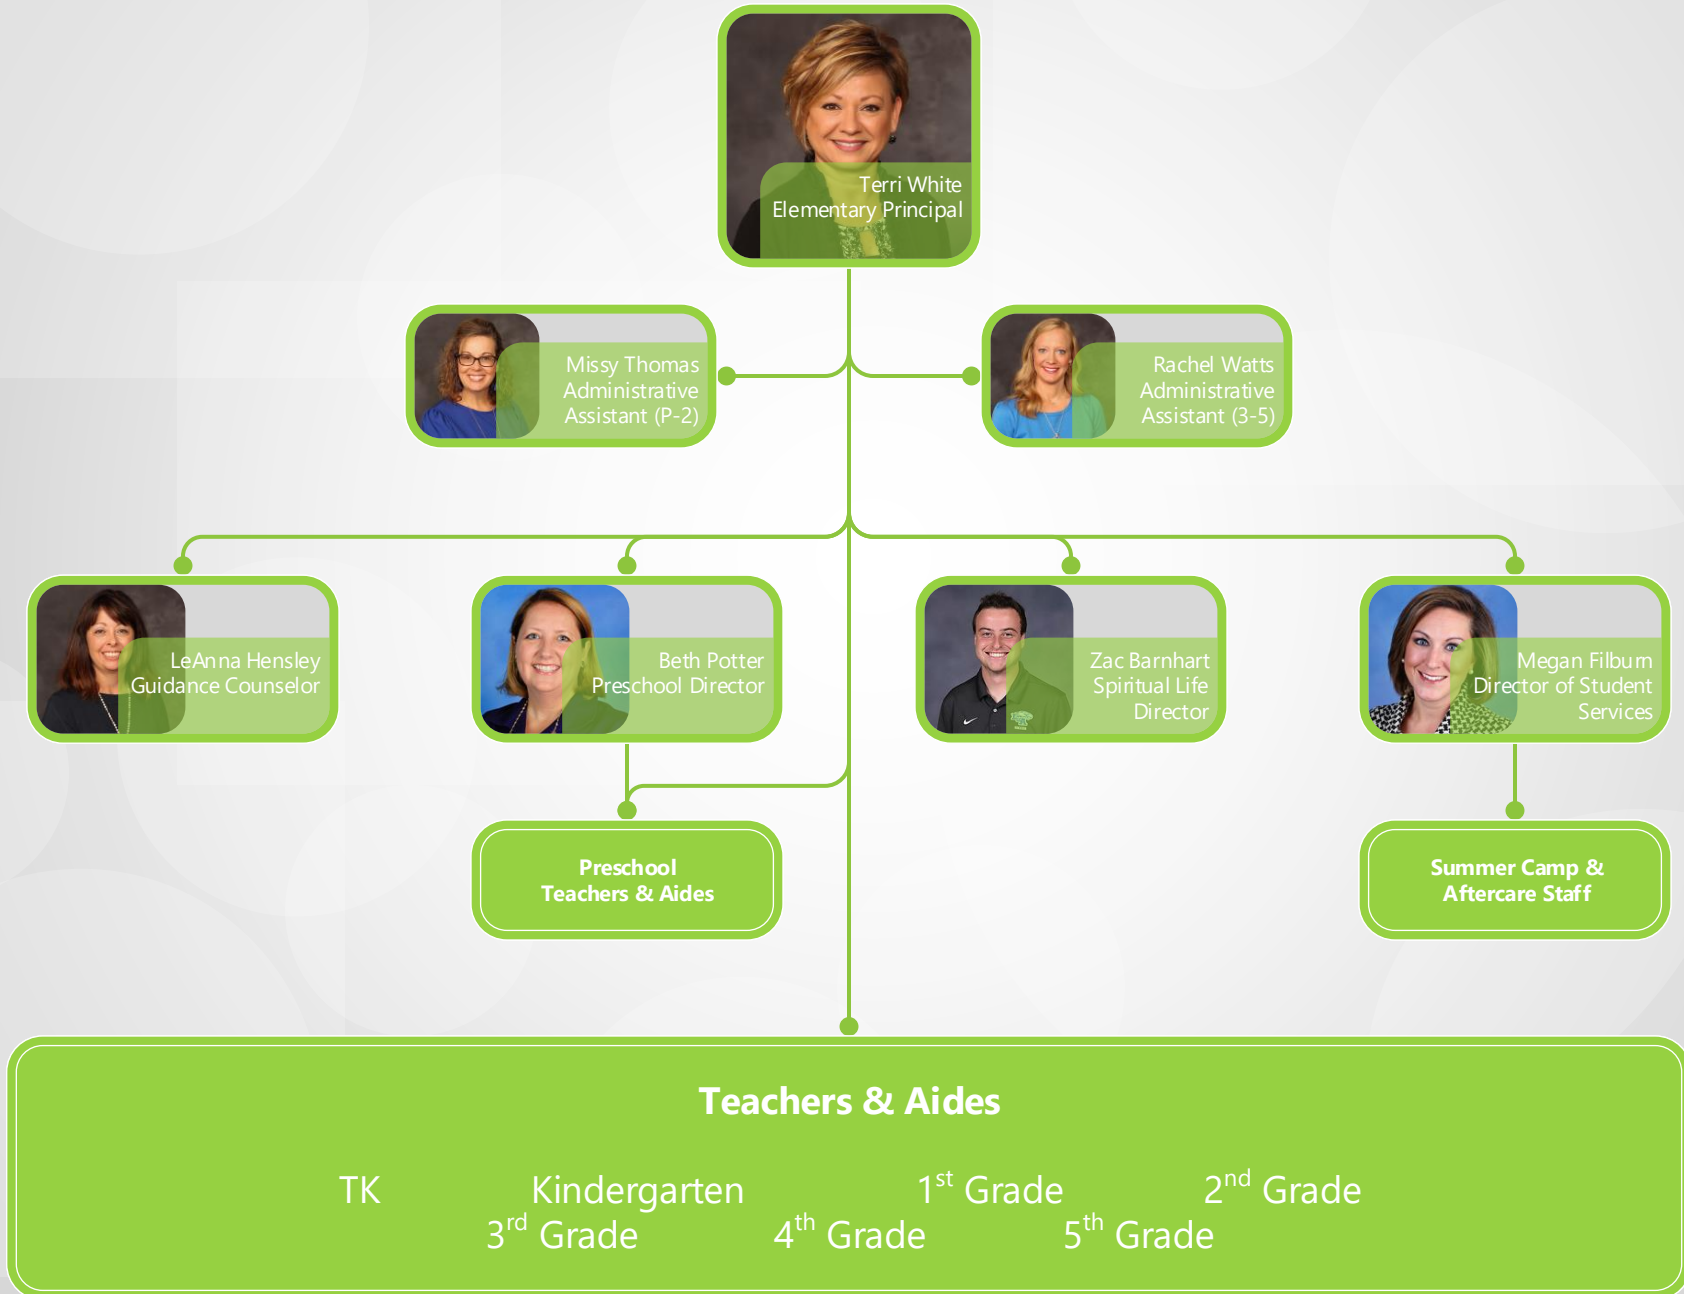 Terri White
Elementary Principal
Missy Thomas
Administrative
Assistant (P-2)
Rachel Watts
Administrative
Assistant (3-5)
LeAnna Hensley
Guidance Counselor
Beth Potter
Preschool Director
Zac Barnhart
Spiritual Life
Director
Megan Filburn
Director of Student
Services
Preschool
Teachers & Aides
Summer Camp &
Aftercare Staff
Teachers & Aides
TK Kindergarten 1st Grade 2nd Grade
3rd Grade 4th Grade 5th Grade